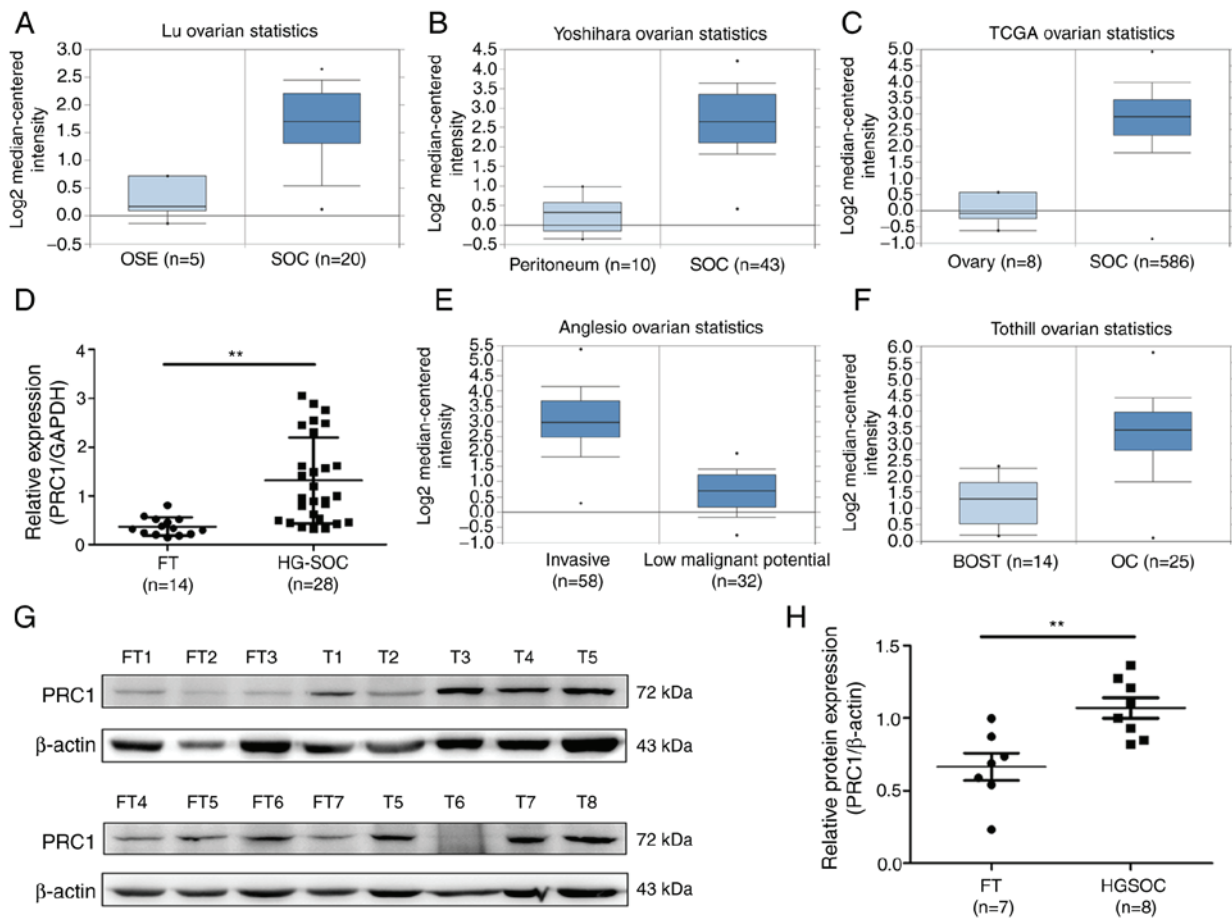 A
Lu ovarian statistics
Log2 median-centered
intensity
3.0
2.5
2.0
1.5
1.0
0.5
0.0
−0.5
OSE (n=5)
SOC (n=20)
B
Yoshihara ovarian statistics
Log2 median-centered
intensity
4.5
4.0
3.5
3.0
2.5
2.0
1.5
1.0
0.5
0.0
−0.5
Peritoneum (n=10)
SOC (n=43)
C
TCGA ovarian statistics
Log2 median-centered
intensity
5.0
4.5
4.0
3.5
3.0
2.5
2.0
1.5
1.0
0.5
0.0
−0.5
−1.0
Ovary (n=8)
SOC (n=586)
D
Relative expression
(PRC1/GAPDH)
4
3
2
1
0
**
FT
(n=14)
HG-SOC
(n=28)
E
Anglesio ovarian statistics
Log2 median-centered
intensity
5.5
5.0
4.5
4.0
3.5
3.0
2.5
2.0
1.5
1.0
0.5
0.0
−0.5
−1.0
Invasive
(n=58)
Low malignant potential
(n=32)
F
Tothill ovarian statistics
Log2 median-centered
intensity
6.0
5.5
5.0
4.5
4.0
3.5
3.0
2.5
2.0
1.5
1.0
0.5
0.0
BOST (n=14)
OC (n=25)
G
FT1 FT2 FT3 T1 T2 T3 T4 T5
PRC1 72 kDa
β-actin 43 kDa
FT4 FT5 FT6 FT7 T5 T6 T7 T8
PRC1 72 kDa
β-actin 43 kDa
H
Relative protein expression
(PRC1/β-actin)
1.5
1.0
0.5
0.0
**
FT
(n=7)
HGSOC
(n=8)